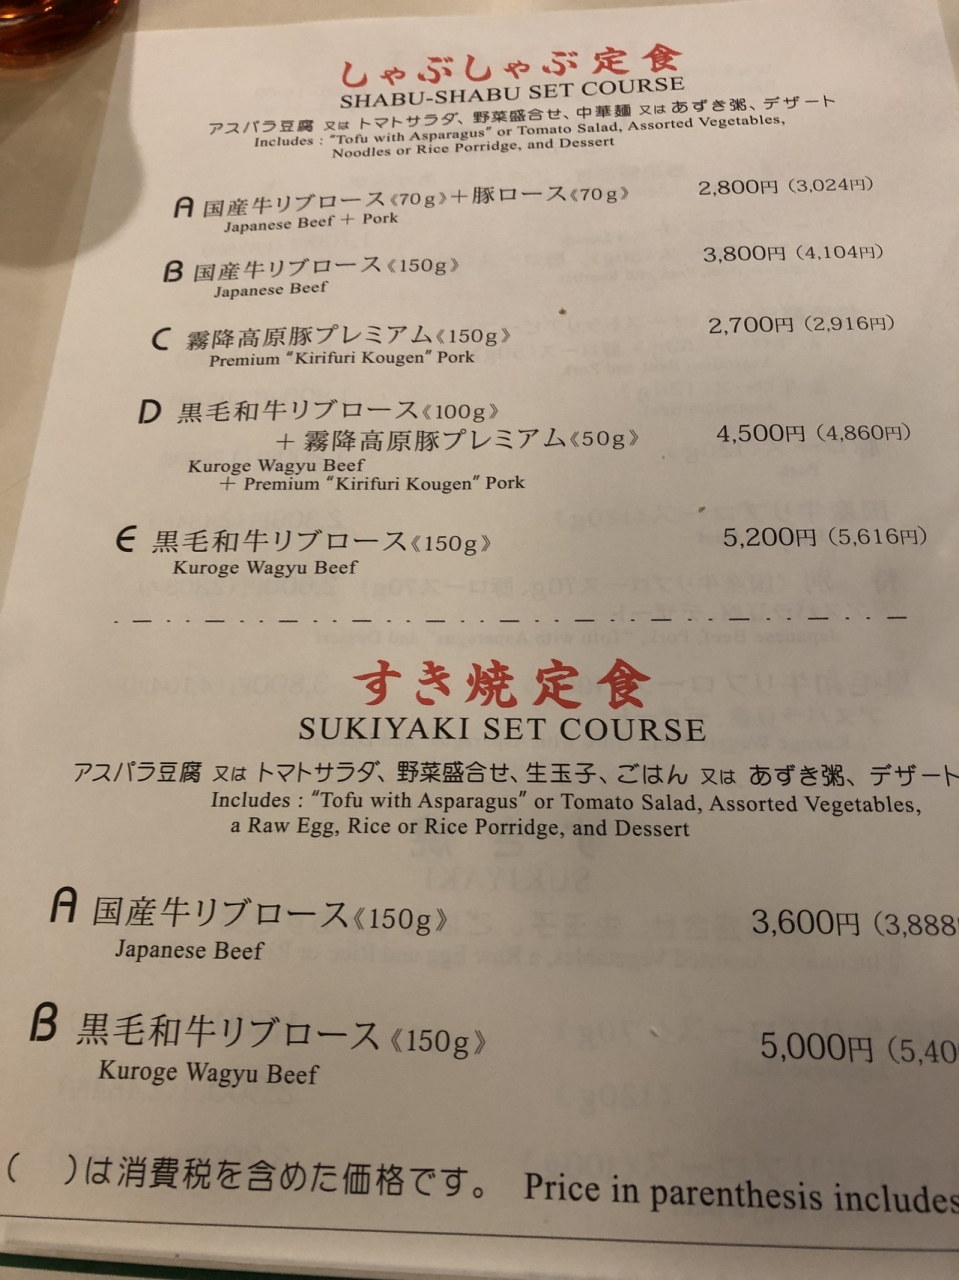 しゃぶしゃぶ定食
SHABU-SHABU SET COURSE
アスパラ豆腐 又は トマトサラダ、野菜盛合せ、中華麺 又は あずき粥、デザート
Includes : "Tofu with Asparagus" or Tomato Salad, Assorted Vegetables,
Noodles or Rice Porridge, and Dessert
A 国産牛リブロース《70g》＋豚ロース《70g》 2,800円（3,024円）
Japanese Beef + Pork
B 国産牛リブロース《150g》 3,800円（4,104円）
Japanese Beef
C 霧降高原豚プレミアム《150g》 2,700円（2,916円）
Premium "Kirifuri Kougen" Pork
D 黒毛和牛リブロース《100g》
＋ 霧降高原豚プレミアム《50g》 4,500円（4,860円）
Kuroge Wagyu Beef
+ Premium "Kirifuri Kougen" Pork
E 黒毛和牛リブロース《150g》 5,200円（5,616円）
Kuroge Wagyu Beef
すき焼定食
SUKIYAKI SET COURSE
アスパラ豆腐 又は トマトサラダ、野菜盛合せ、生玉子、ごはん 又は あずき粥、デザート
Includes : "Tofu with Asparagus" or Tomato Salad, Assorted Vegetables,
a Raw Egg, Rice or Rice Porridge, and Dessert
A 国産牛リブロース《150g》 3,600円（3,888
Japanese Beef
B 黒毛和牛リブロース《150g》 5,000円（5,40
Kuroge Wagyu Beef
（　）は消費税を含めた価格です。 Price in parenthesis includes